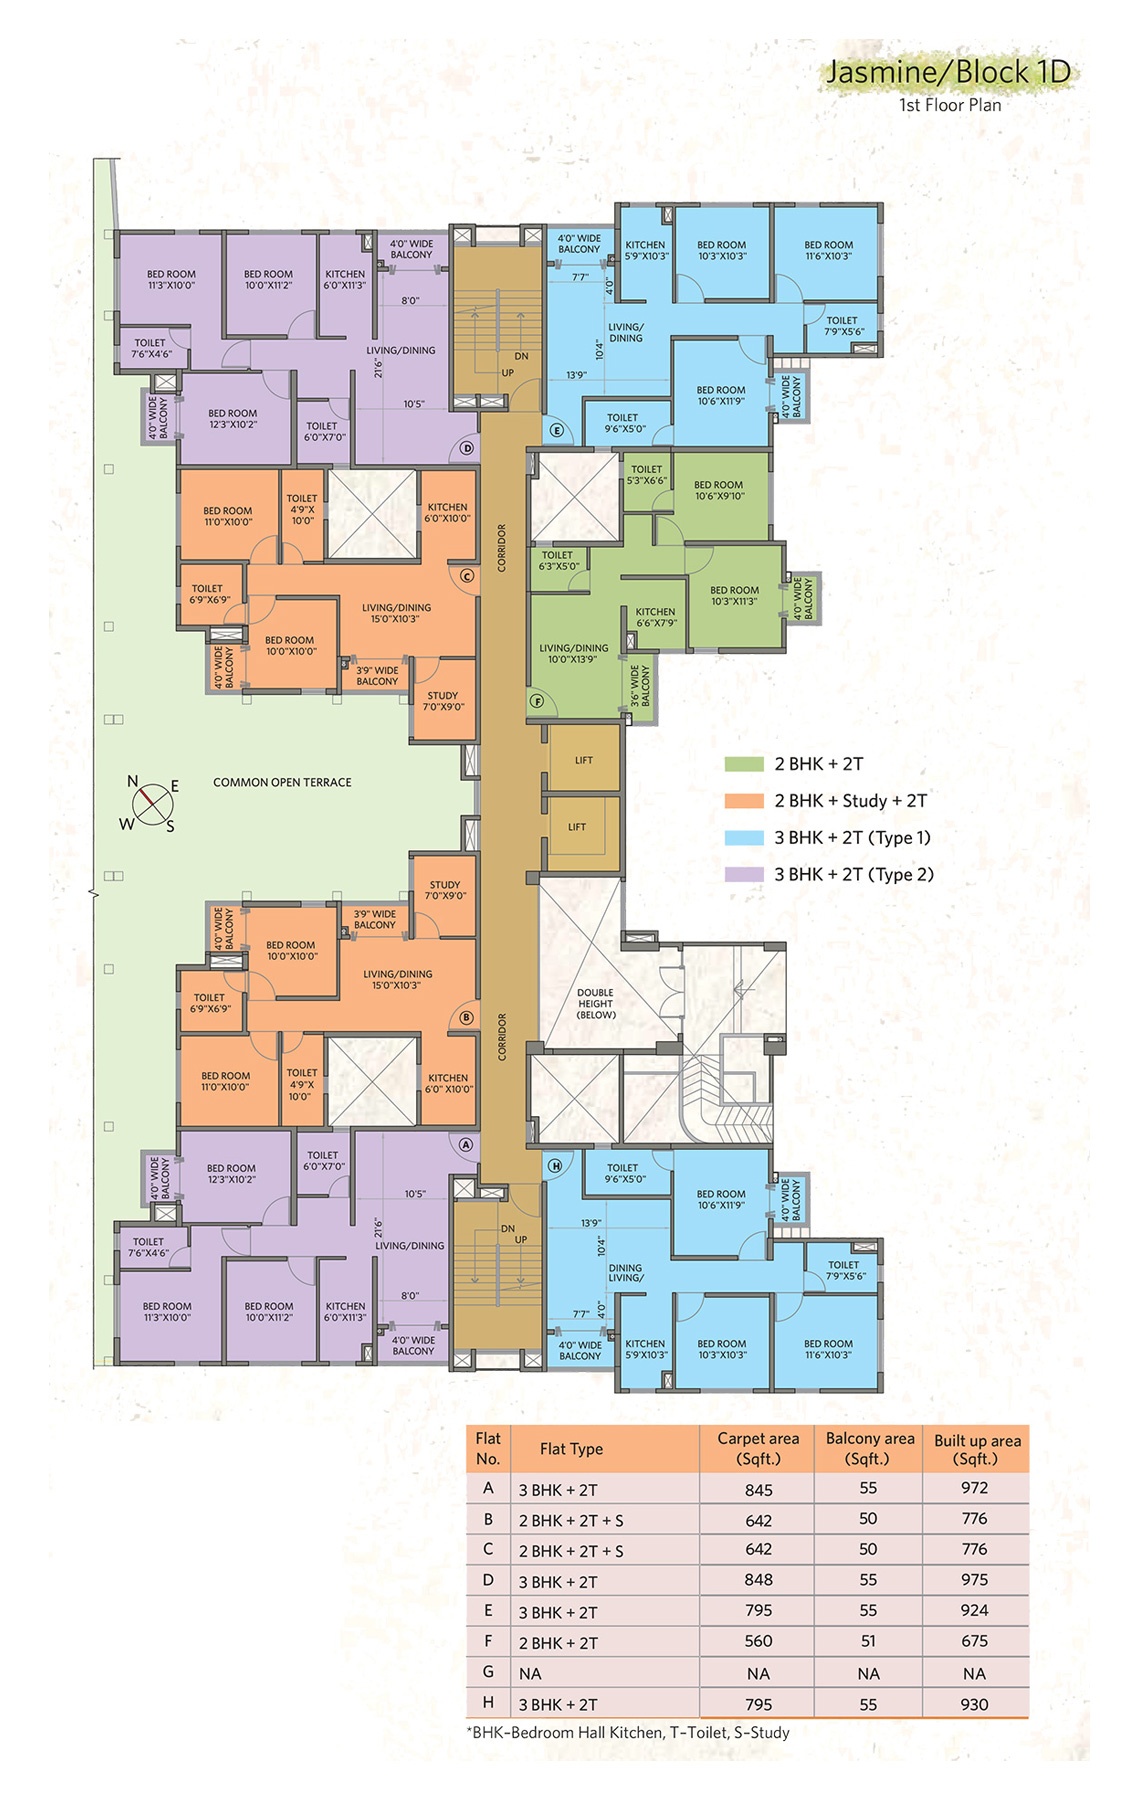 Jasmine/Block 1D
1st Floor Plan
BED ROOM
11'3"X10'0"
BED ROOM
10'0"X11'2"
KITCHEN
6'0"X11'3"
4'0" WIDE
BALCONY
8'0"
TOILET
7'6"X4'6"
LIVING/DINING
21'6"
10'5"
4'0" WIDE
BALCONY
BED ROOM
12'3"X10'2"
TOILET
6'0"X7'0"
D
DN
UP
4'0" WIDE
BALCONY
7'7"
4'0"
KITCHEN
5'9"X10'3"
BED ROOM
10'3"X10'3"
BED ROOM
11'6"X10'3"
LIVING/
DINING
10'4"
13'9"
TOILET
7'9"X5'6"
BED ROOM
10'6"X11'9"
4'0" WIDE
BALCONY
TOILET
9'6"X5'0"
E
BED ROOM
11'0"X10'0"
TOILET
4'9"X
10'0"
KITCHEN
6'0"X10'0"
C
TOILET
6'9"X6'9"
LIVING/DINING
15'0"X10'3"
BED ROOM
10'0"X10'0"
4'0" WIDE
BALCONY
3'9" WIDE
BALCONY
STUDY
7'0"X9'0"
CORRIDOR
TOILET
5'3"X6'6"
BED ROOM
10'6"X9'10"
TOILET
6'3"X5'0"
BED ROOM
10'3"X11'3"
4'0" WIDE
BALCONY
KITCHEN
6'6"X7'9"
LIVING/DINING
10'0"X13'9"
3'6" WIDE
BALCONY
F
LIFT
LIFT
COMMON OPEN TERRACE
N
E
W
S
2 BHK + 2T
2 BHK + Study + 2T
3 BHK + 2T (Type 1)
3 BHK + 2T (Type 2)
STUDY
7'0"X9'0"
4'0" WIDE
BALCONY
3'9" WIDE
BALCONY
BED ROOM
10'0"X10'0"
LIVING/DINING
15'0"X10'3"
TOILET
6'9"X6'9"
B
BED ROOM
11'0"X10'0"
TOILET
4'9"X
10'0"
KITCHEN
6'0" X10'0"
CORRIDOR
DOUBLE
HEIGHT
(BELOW)
4'0" WIDE
BALCONY
BED ROOM
12'3"X10'2"
TOILET
6'0"X7'0"
A
10'5"
21'6"
LIVING/DINING
TOILET
7'6"X4'6"
BED ROOM
11'3"X10'0"
BED ROOM
10'0"X11'2"
KITCHEN
6'0"X11'3"
8'0"
4'0" WIDE
BALCONY
DN
UP
H
TOILET
9'6"X5'0"
BED ROOM
10'6"X11'9"
4'0" WIDE
BALCONY
13'9"
10'4"
DINING
LIVING/
TOILET
7'9"X5'6"
7'7"
4'0"
4'0" WIDE
BALCONY
KITCHEN
5'9"X10'3"
BED ROOM
10'3"X10'3"
BED ROOM
11'6"X10'3"
Flat No. Flat Type Carpet area (Sqft.) Balcony area (Sqft.) Built up area (Sqft.)
A 3 BHK + 2T 845 55 972
B 2 BHK + 2T + S 642 50 776
C 2 BHK + 2T + S 642 50 776
D 3 BHK + 2T 848 55 975
E 3 BHK + 2T 795 55 924
F 2 BHK + 2T 560 51 675
G NA NA NA NA
H 3 BHK + 2T 795 55 930
*BHK-Bedroom Hall Kitchen, T-Toilet, S-Study